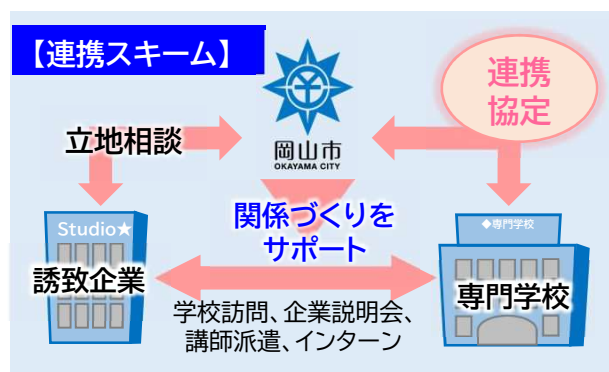 【連携スキーム】
連携
協定
立地相談
岡山市
OKAYAMA CITY
関係づくりを
サポート
Studio★
誘致企業
◆専門学校
専門学校
学校訪問、企業説明会、
講師派遣、インターン